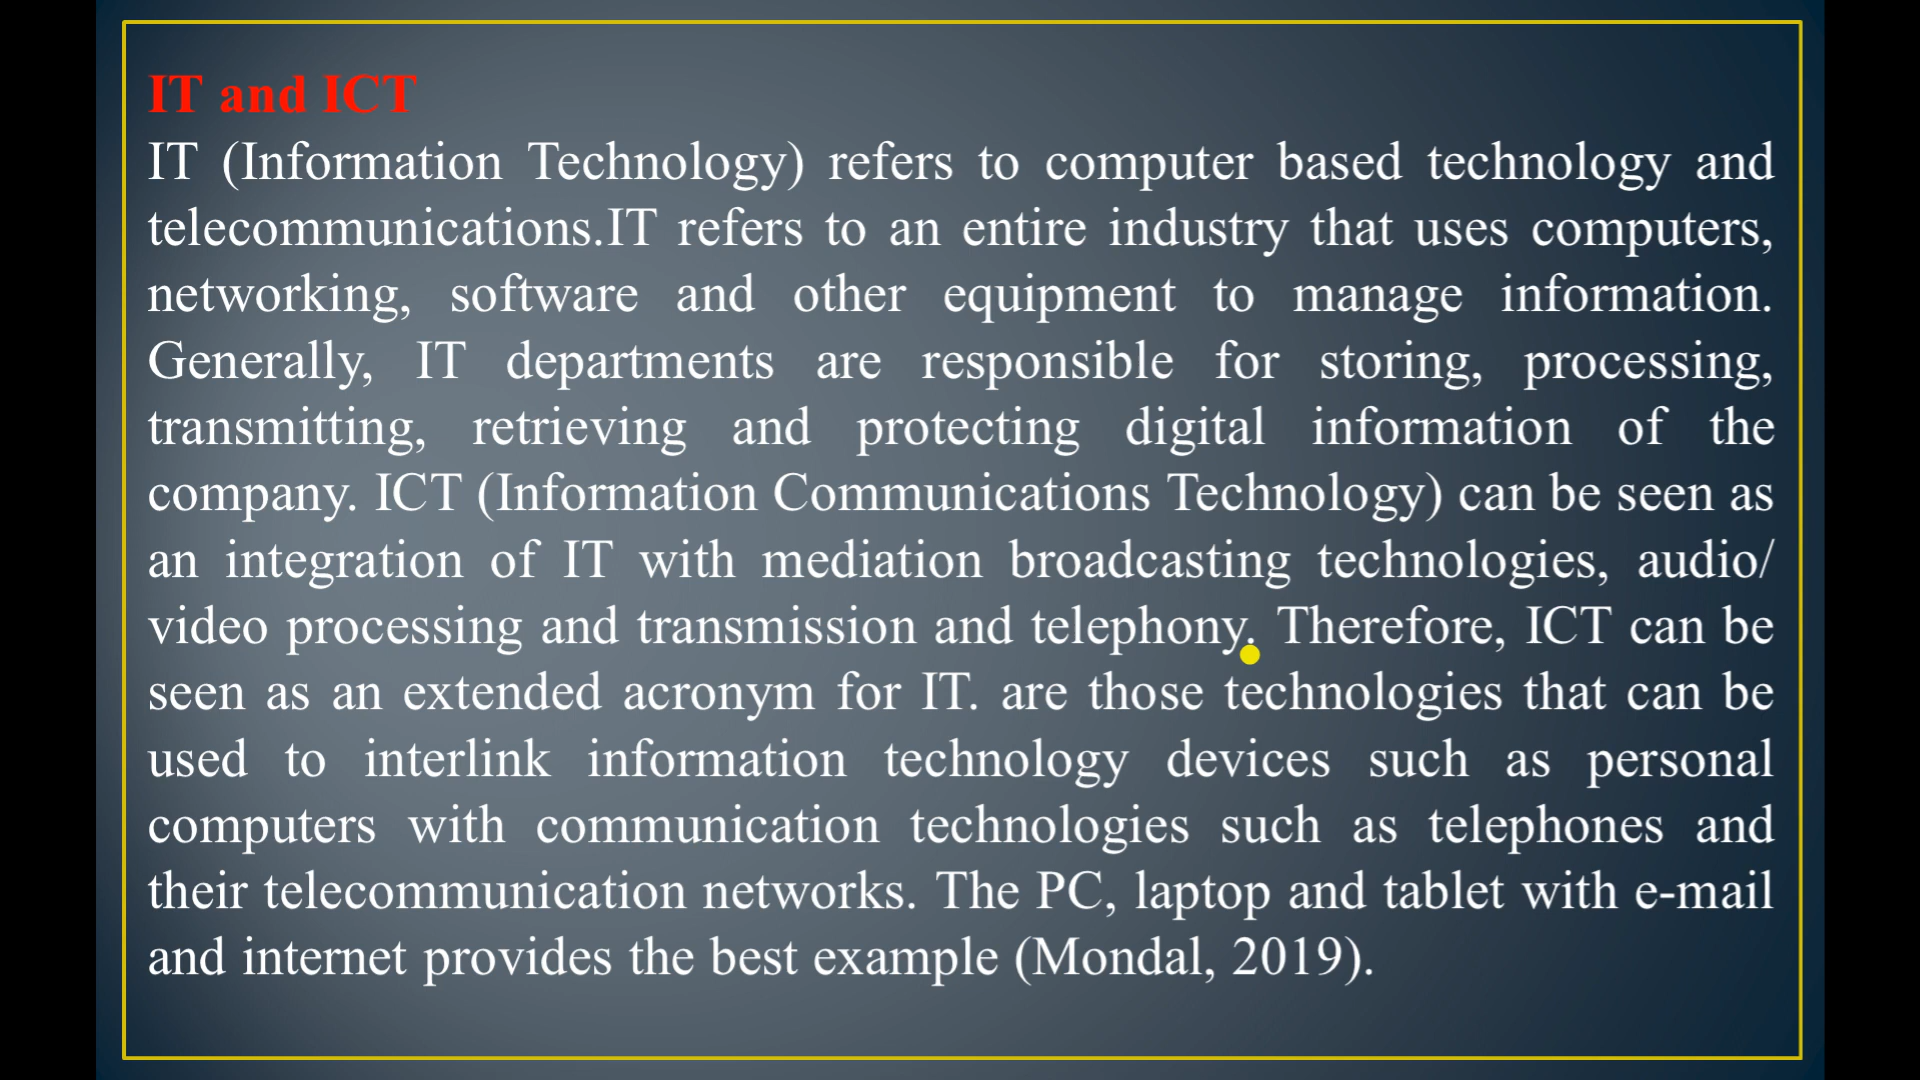 IT and ICT
IT (Information Technology) refers to computer based technology and
telecommunications.IT refers to an entire industry that uses computers,
networking, software and other equipment to manage information.
Generally, IT departments are responsible for storing, processing,
transmitting, retrieving and protecting digital information of the
company. ICT (Information Communications Technology) can be seen as
an integration of IT with mediation broadcasting technologies, audio/
video processing and transmission and telephony. Therefore, ICT can be
seen as an extended acronym for IT. are those technologies that can be
used to interlink information technology devices such as personal
computers with communication technologies such as telephones and
their telecommunication networks. The PC, laptop and tablet with e-mail
and internet provides the best example (Mondal, 2019).